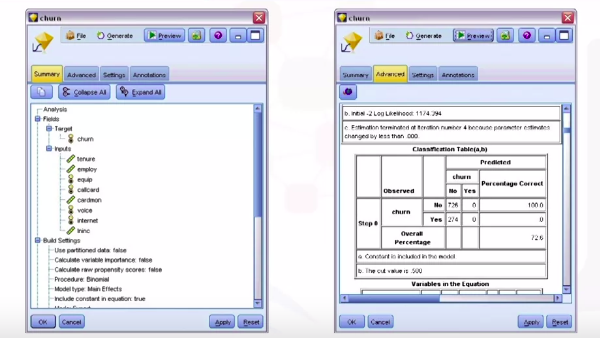 churn
File Generate Preview
Summary Advanced Settings Annotations
Collapse All Expand All
Analysis
Fields
Target
churn
Inputs
tenure
employ
equip
callcard
cardmon
voice
internet
lninc
Build Settings
Use partitioned data: false
Calculate variable importance: false
Calculate raw propensity scores: false
Procedure: Binomial
Model type: Main Effects
Include constant in equation: true
OK Cancel Apply Reset
churn
File Generate Preview
Summary Advanced Settings Annotations
b. Initial -2 Log Likelihood: 1174.394
c. Estimation terminated at iteration number 4 because parameter estimates
changed by less than .000.
Classification Table(a,b)
Predicted
churn
Percentage Correct
Observed
No Yes
Step 0
churn
No 726 0 100.0
Yes 274 0 .0
Overall
Percentage
72.6
a. Constant is included in the model.
b. The cut value is .500
Variables in the Equation
OK Cancel Apply Reset